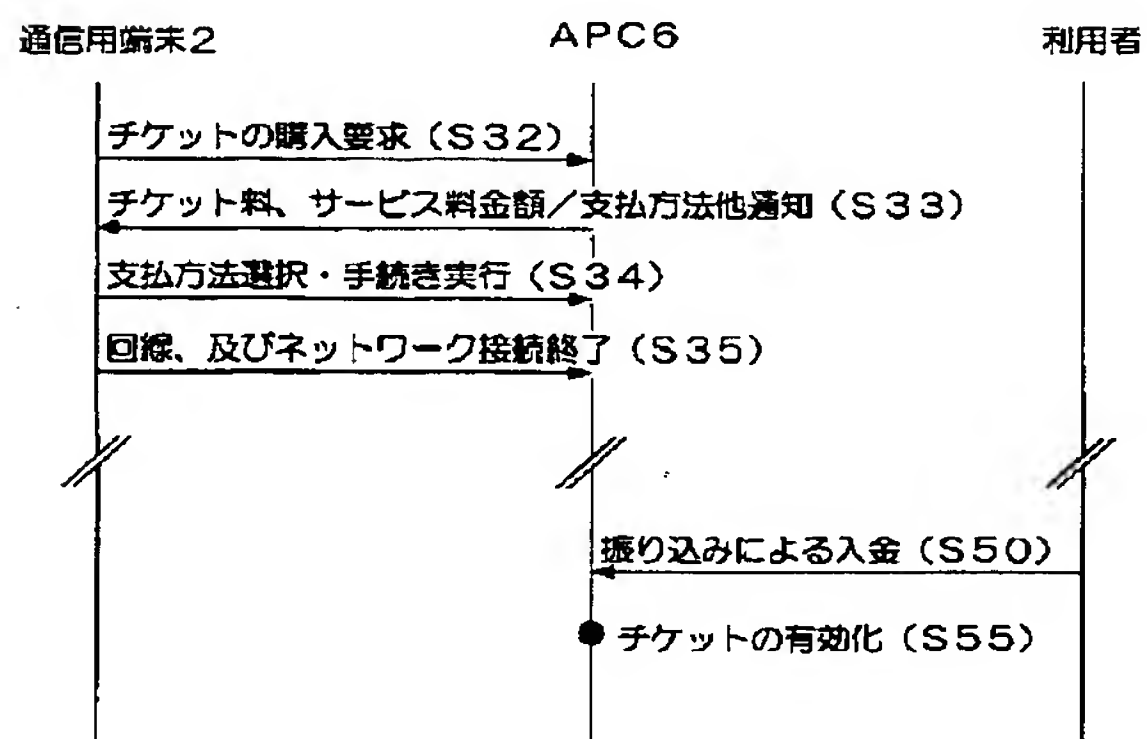 通信用端末2
APC6
利用者
チケットの購入要求(S32)
チケット料、サービス料金額/支払方法他通知(S33)
支払方法選択・手続き実行(S34)
回線、及びネットワーク接続終了(S35)
振り込みによる入金(S50)
チケットの有効化(S55)